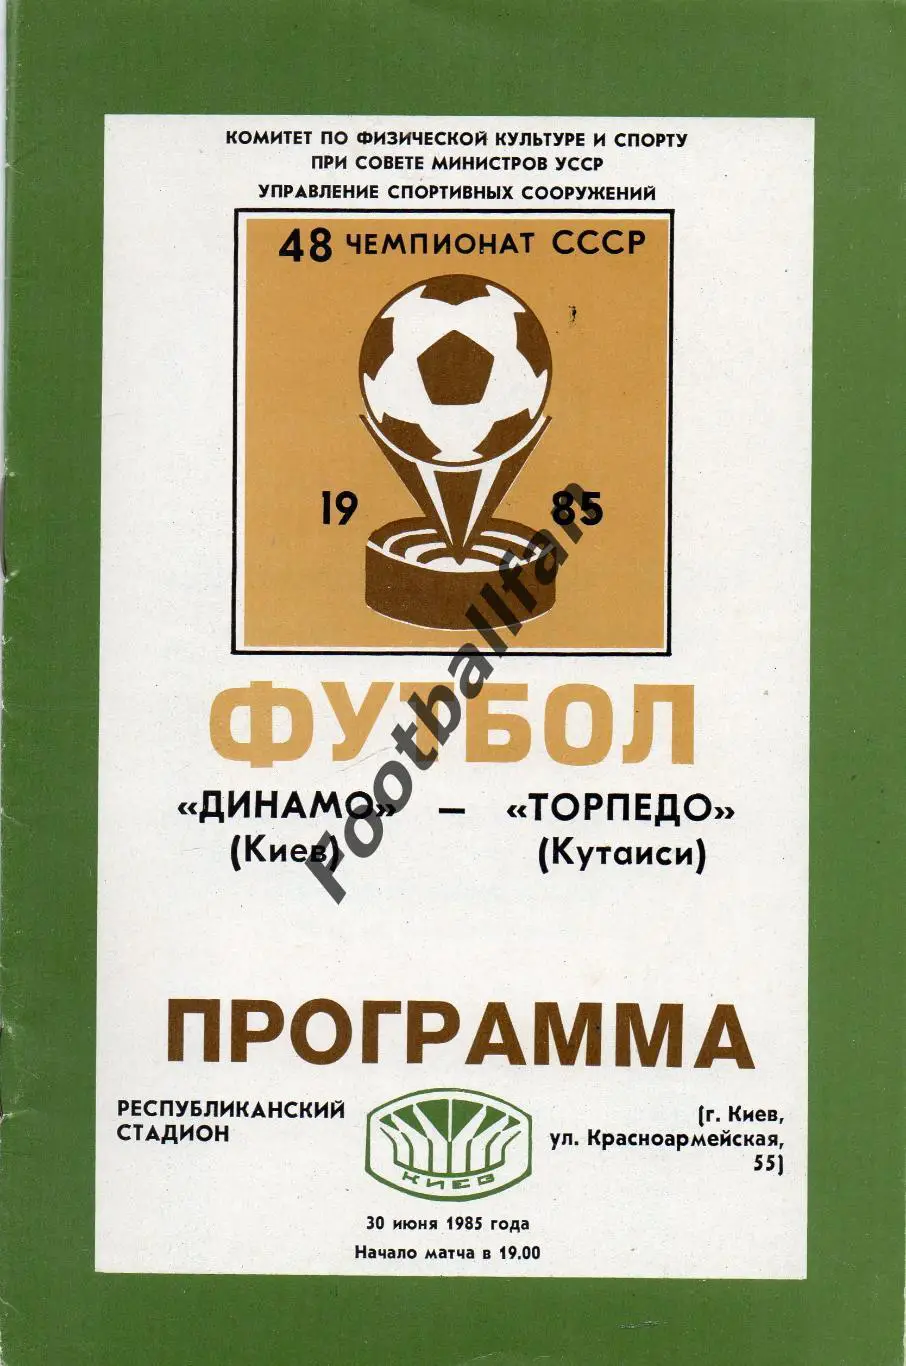 КОМИТЕТ ПО ФИЗИЧЕСКОЙ КУЛЬТУРЕ И СПОРТУ
ПРИ СОВЕТЕ МИНИСТРОВ УССР
УПРАВЛЕНИЕ СПОРТИВНЫХ СООРУЖЕНИЙ
48 ЧЕМПИОНАТ СССР
19 85
ФУТБОЛ
«ДИНАМО» – «ТОРПЕДО»
(Киев) (Кутаиси)
ПРОГРАММА
РЕСПУБЛИКАНСКИЙ
СТАДИОН
КИЕВ
(г. Киев,
ул. Красноармейская,
55)
30 июня 1985 года
Начало матча в 19.00
Footballfan